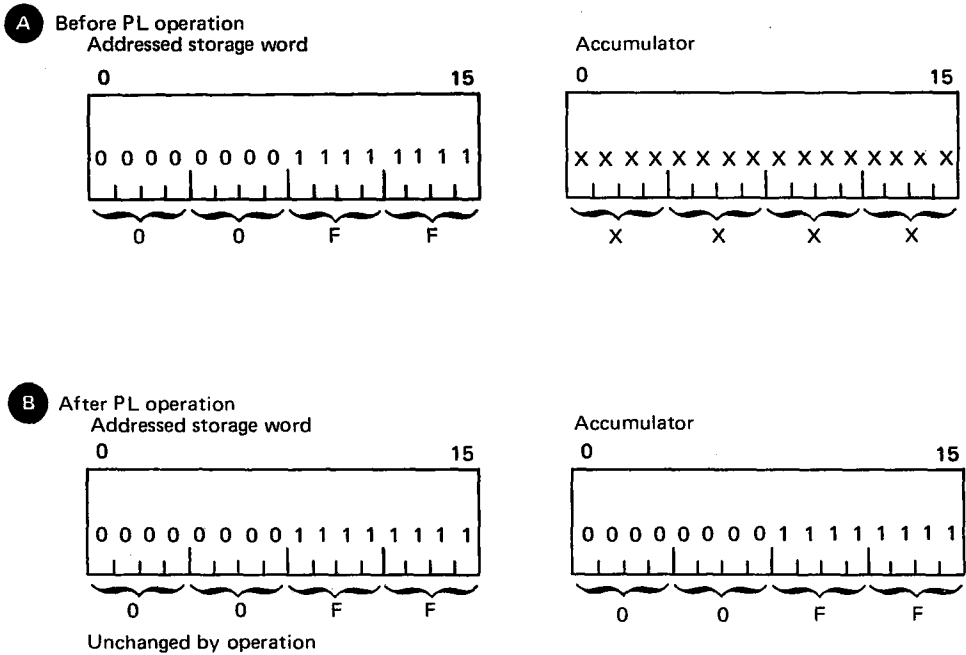 A Before PL operation
Addressed storage word
Accumulator
0 15
0 15
0 0 0 0 0 0 0 0 1 1 1 1 1 1 1 1
X X X X X X X X X X X X X X X X
0 0 F F
X X X X
B After PL operation
Addressed storage word
Accumulator
0 15
0 15
0 0 0 0 0 0 0 0 1 1 1 1 1 1 1 1
0 0 0 0 0 0 0 0 1 1 1 1 1 1 1 1
0 0 F F
0 0 F F
Unchanged by operation